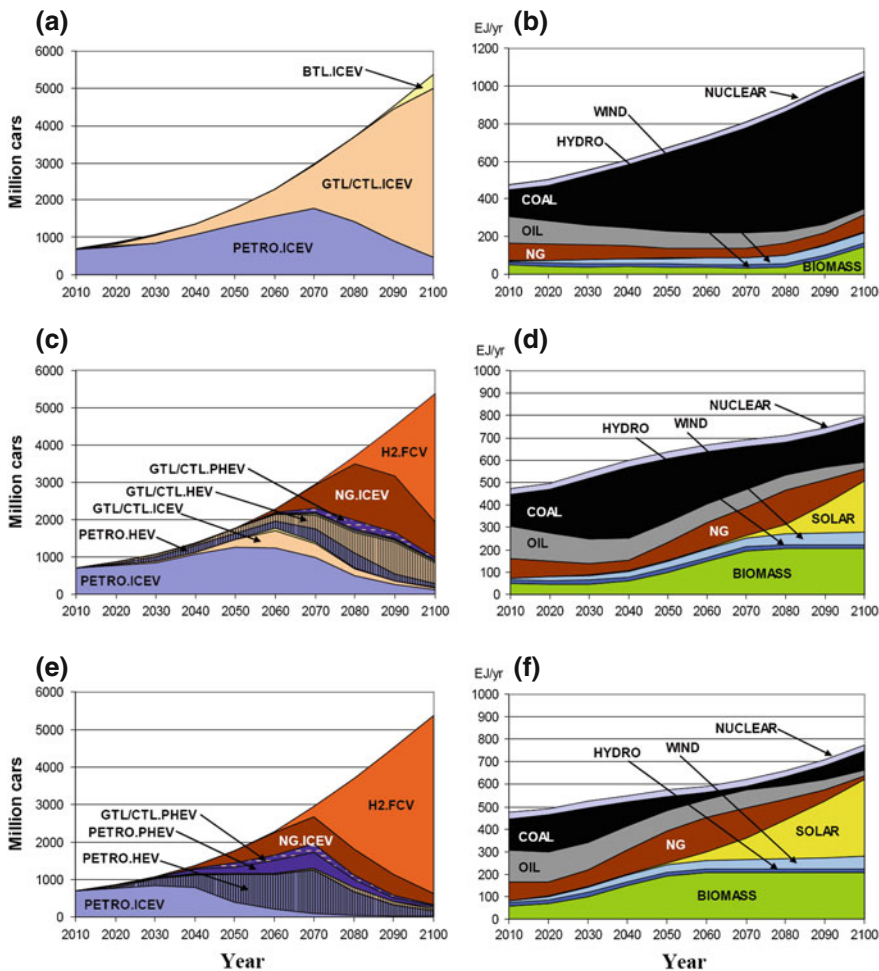 (a)
Million cars
6000
5000
4000
3000
2000
1000
0
BTL.ICEV
GTL/CTL.ICEV
PETRO.ICEV
2010 2020 2030 2040 2050 2060 2070 2080 2090 2100
(b)
EJ/yr
1200
1000
800
600
400
200
0
NUCLEAR
WIND
HYDRO
COAL
OIL
NG
BIOMASS
2010 2020 2030 2040 2050 2060 2070 2080 2090 2100
(c)
Million cars
6000
5000
4000
3000
2000
1000
0
H2.FCV
GTL/CTL.PHEV
NG.ICEV
GTL/CTL.HEV
GTL/CTL.ICEV
PETRO.HEV
PETRO.ICEV
2010 2020 2030 2040 2050 2060 2070 2080 2090 2100
(d)
EJ/yr
1000
900
800
700
600
500
400
300
200
100
0
NUCLEAR
WIND
HYDRO
COAL
OIL
NG
SOLAR
BIOMASS
2010 2020 2030 2040 2050 2060 2070 2080 2090 2100
(e)
Million cars
6000
5000
4000
3000
2000
1000
0
H2.FCV
GTL/CTL.PHEV
NG.ICEV
PETRO.PHEV
PETRO.HEV
PETRO.ICEV
2010 2020 2030 2040 2050 2060 2070 2080 2090 2100
Year
(f)
EJ/yr
1000
900
800
700
600
500
400
300
200
100
0
NUCLEAR
WIND
HYDRO
COAL
OIL
NG
SOLAR
BIOMASS
2010 2020 2030 2040 2050 2060 2070 2080 2090 2100
Year